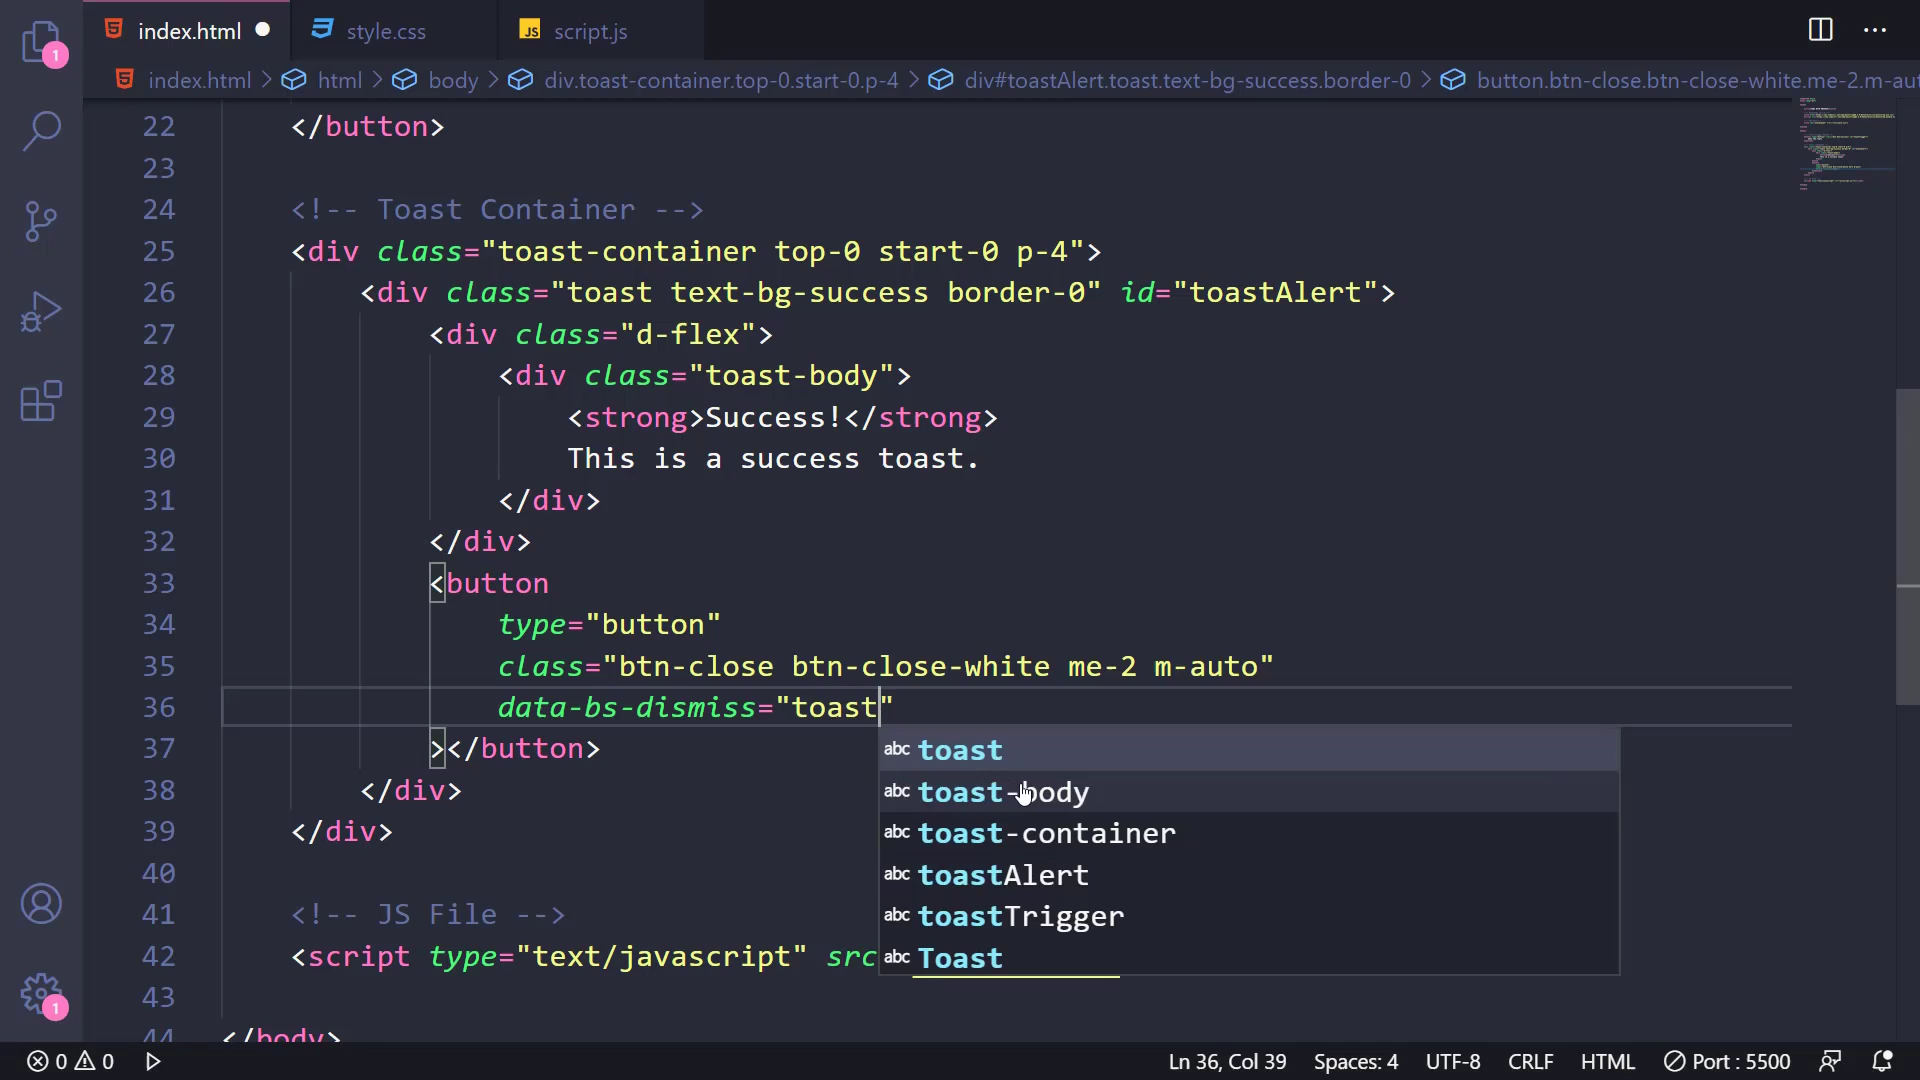 index.html
style.css
JS script.js
1
index.html > html > body > div.toast-container.top-0.start-0.p-4 > div#toastAlert.toast.text-bg-success.border-0 > button.btn-close.btn-close-white.me-2.m-aut
22 </button>
23
24 <!-- Toast Container -->
25 <div class="toast-container top-0 start-0 p-4">
26 <div class="toast text-bg-success border-0" id="toastAlert">
27 <div class="d-flex">
28 <div class="toast-body">
29 <strong>Success!</strong>
30 This is a success toast.
31 </div>
32 </div>
33 <button
34 type="button"
35 class="btn-close btn-close-white me-2 m-auto"
36 data-bs-dismiss="toast"
37 ></button>
abc toast
38 </div>
abc toast-body
39 </div>
abc toast-container
40
abc toastAlert
41 <!-- JS File -->
abc toastTrigger
42 <script type="text/javascript" src
abc Toast
43
44 </body>
1
0 0 Ln 36, Col 39 Spaces: 4 UTF-8 CRLF HTML Port : 5500